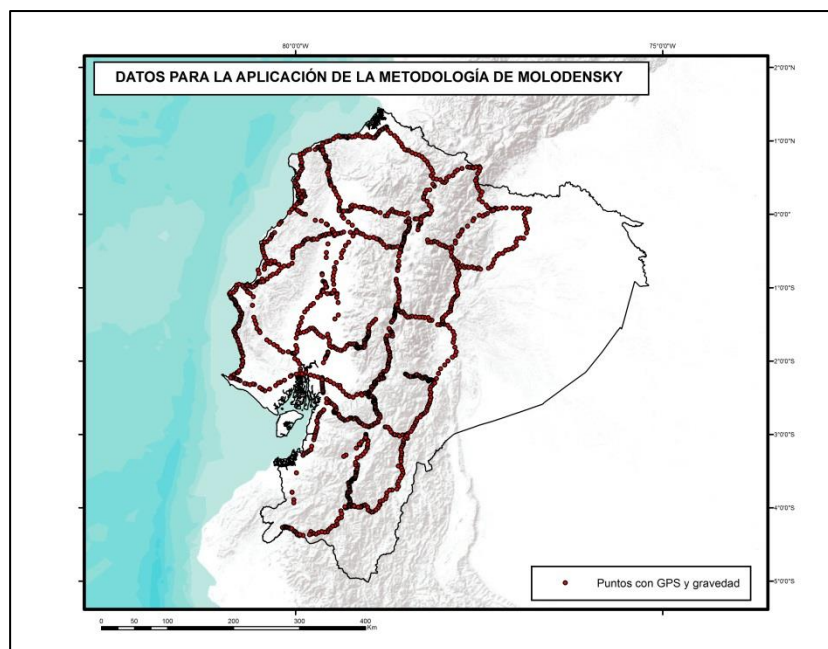 80°0'0"W
75°0'0"W
DATOS PARA LA APLICACIÓN DE LA METODOLOGÍA DE MOLODENSKY
2°0'0"N
1°0'0"N
0°0'0"
1°0'0"S
2°0'0"S
3°0'0"S
4°0'0"S
5°0'0"S
Puntos con GPS y gravedad
0 50 100 200 300 400
Km